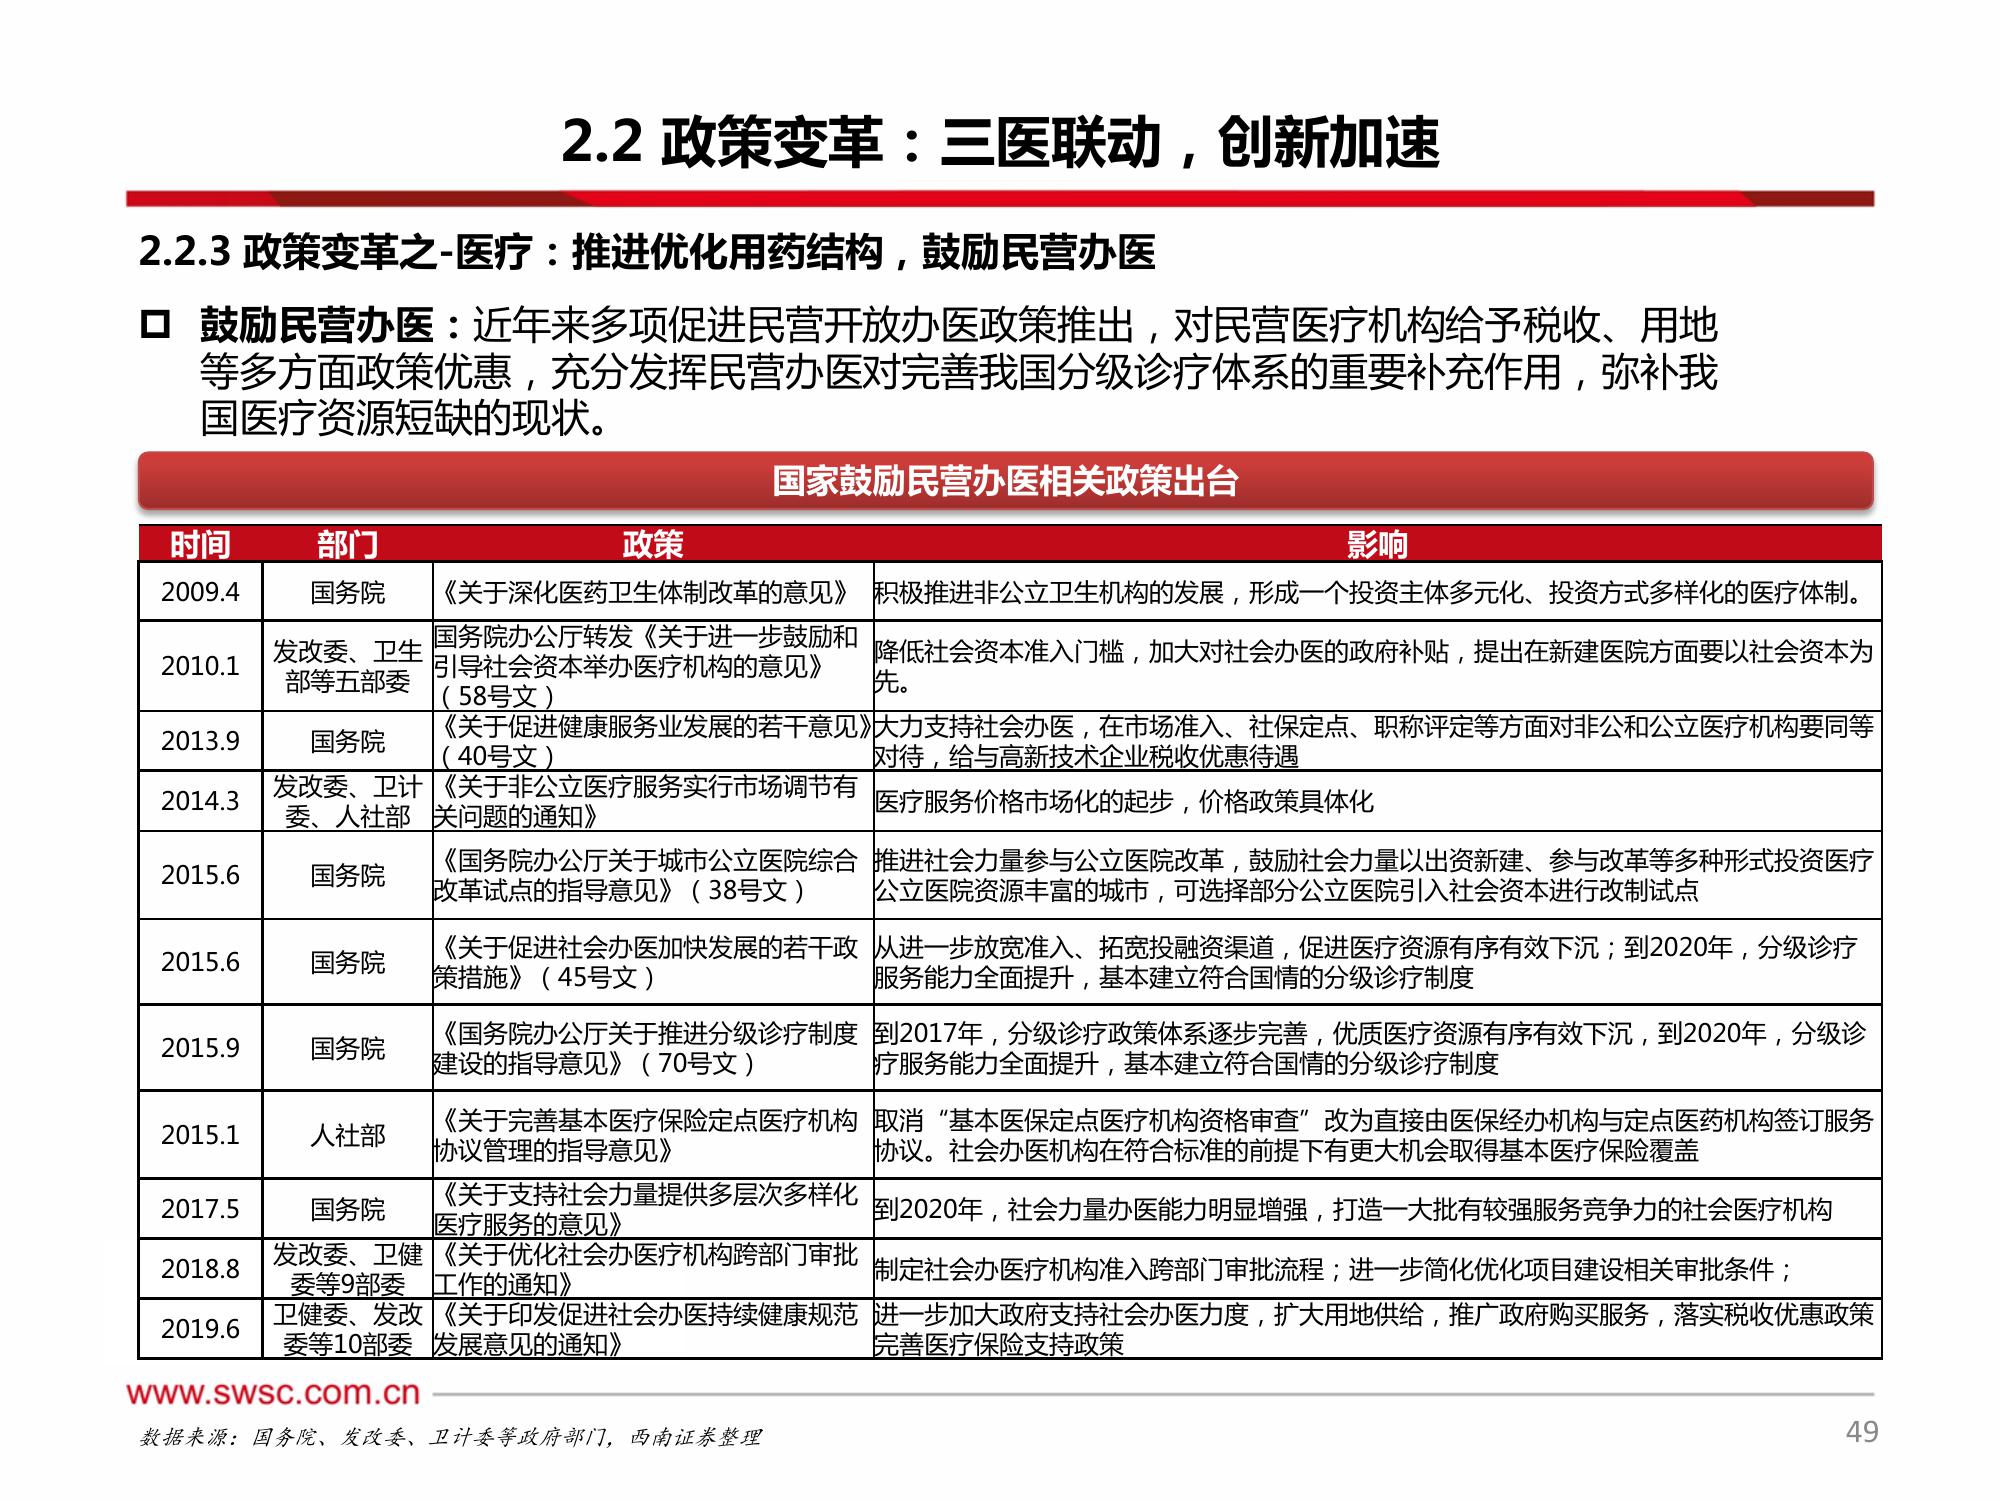 2.2 政策变革：三医联动，创新加速
2.2.3 政策变革之-医疗：推进优化用药结构，鼓励民营办医
鼓励民营办医：近年来多项促进民营开放办医政策推出，对民营医疗机构给予税收、用地
等多方面政策优惠，充分发挥民营办医对完善我国分级诊疗体系的重要补充作用，弥补我
国医疗资源短缺的现状。
国家鼓励民营办医相关政策出台
时间 部门 政策 影响
2009.4 国务院 《关于深化医药卫生体制改革的意见》 积极推进非公立卫生机构的发展，形成一个投资主体多元化、投资方式多样化的医疗体制。
2010.1
发改委、卫生
部等五部委
国务院办公厅转发《关于进一步鼓励和
引导社会资本举办医疗机构的意见》
（58号文）
降低社会资本准入门槛，加大对社会办医的政府补贴，提出在新建医院方面要以社会资本为
先。
2013.9
国务院
《关于促进健康服务业发展的若干意见》
（40号文）
大力支持社会办医，在市场准入、社保定点、职称评定等方面对非公和公立医疗机构要同等
对待，给与高新技术企业税收优惠待遇
2014.3
发改委、卫计
委、人社部
《关于非公立医疗服务实行市场调节有
关问题的通知》
医疗服务价格市场化的起步，价格政策具体化
2015.6
国务院
《国务院办公厅关于城市公立医院综合
改革试点的指导意见》（38号文）
推进社会力量参与公立医院改革，鼓励社会力量以出资新建、参与改革等多种形式投资医疗
公立医院资源丰富的城市，可选择部分公立医院引入社会资本进行改制试点
2015.6
国务院
《关于促进社会办医加快发展的若干政
策措施》（45号文）
从进一步放宽准入、拓宽投融资渠道，促进医疗资源有序有效下沉；到2020年，分级诊疗
服务能力全面提升，基本建立符合国情的分级诊疗制度
2015.9
国务院
《国务院办公厅关于推进分级诊疗制度
建设的指导意见》（70号文）
到2017年，分级诊疗政策体系逐步完善，优质医疗资源有序有效下沉，到2020年，分级诊
疗服务能力全面提升，基本建立符合国情的分级诊疗制度
2015.1
人社部
《关于完善基本医疗保险定点医疗机构
协议管理的指导意见》
取消“基本医保定点医疗机构资格审查”改为直接由医保经办机构与定点医药机构签订服务
协议。社会办医机构在符合标准的前提下有更大机会取得基本医疗保险覆盖
2017.5
国务院
《关于支持社会力量提供多层次多样化
医疗服务的意见》
到2020年，社会力量办医能力明显增强，打造一大批有较强服务竞争力的社会医疗机构
2018.8
发改委、卫健
委等9部委
《关于优化社会办医疗机构跨部门审批
工作的通知》
制定社会办医疗机构准入跨部门审批流程；进一步简化优化项目建设相关审批条件；
2019.6
卫健委、发改
委等10部委
《关于印发促进社会办医持续健康规范
发展意见的通知》
进一步加大政府支持社会办医力度，扩大用地供给，推广政府购买服务，落实税收优惠政策
完善医疗保险支持政策
www.swsc.com.cn
数据来源：国务院、发改委、卫计委等政府部门，西南证券整理
49